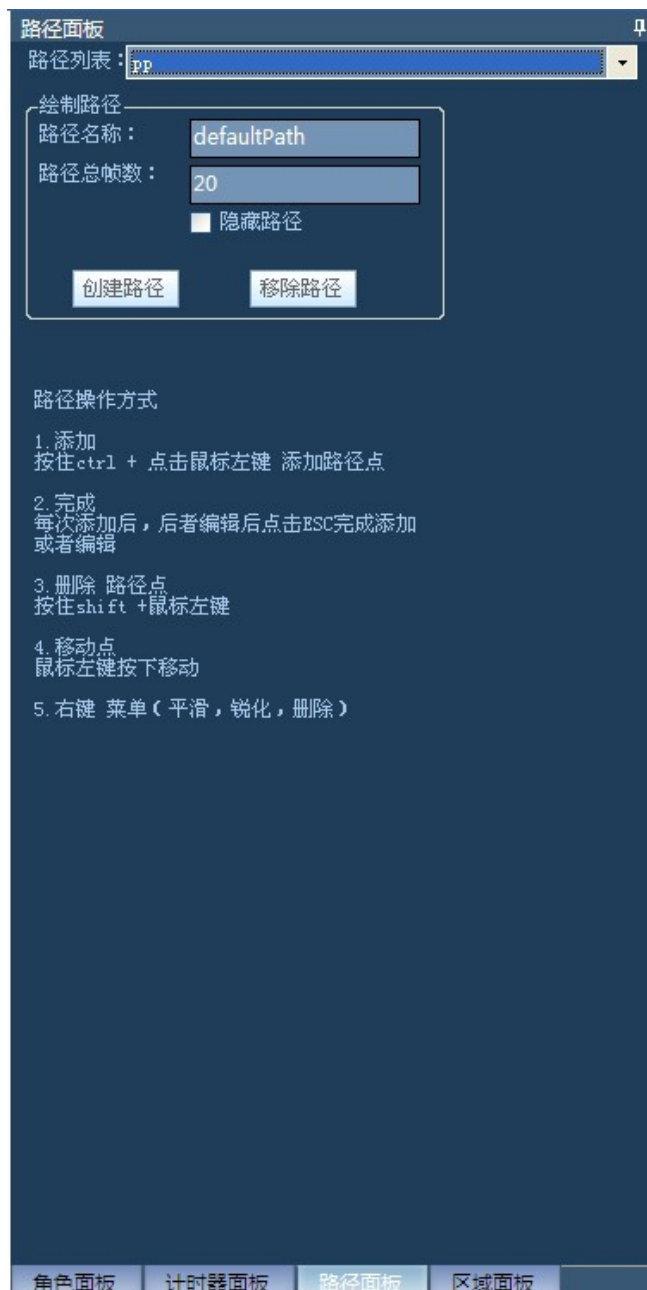 路径面板
路径列表：pp
绘制路径
路径名称： defaultPath
路径总帧数： 20
隐藏路径
创建路径 移除路径
路径操作方式
1.添加
按住ctrl + 点击鼠标左键 添加路径点
2.完成
每次添加后，后者编辑后点击ESC完成添加
或者编辑
3.删除 路径点
按住shift +鼠标左键
4.移动点
鼠标左键按下移动
5.右键 菜单（平滑，锐化，删除）
角色面板 计时器面板 路径面板 区域面板